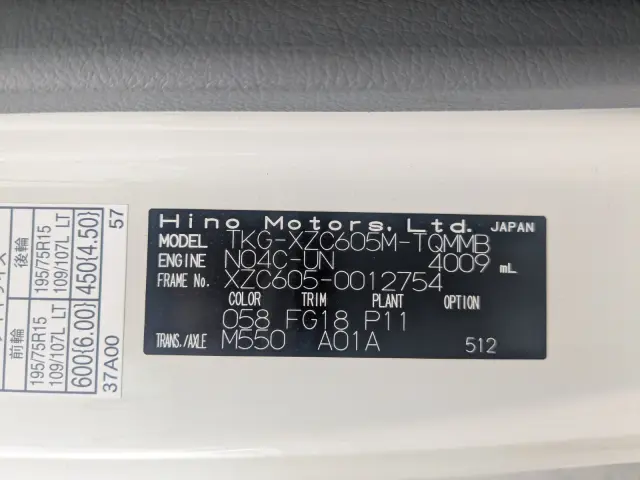 Hino Motors, Ltd. JAPAN
MODEL TKG-XZC605M-TQMMB
ENGINE N04C-UN 4009 mL
FRAME No. XZC605-0012754
COLOR TRIM PLANT OPTION
058 FG18 P11
TRANS./AXLE M550 A01A 512
前輪 後輪
195/75R15 195/75R15
109/107L LT 109/107L LT
600{6.00} 450{4.50}
37A00 57